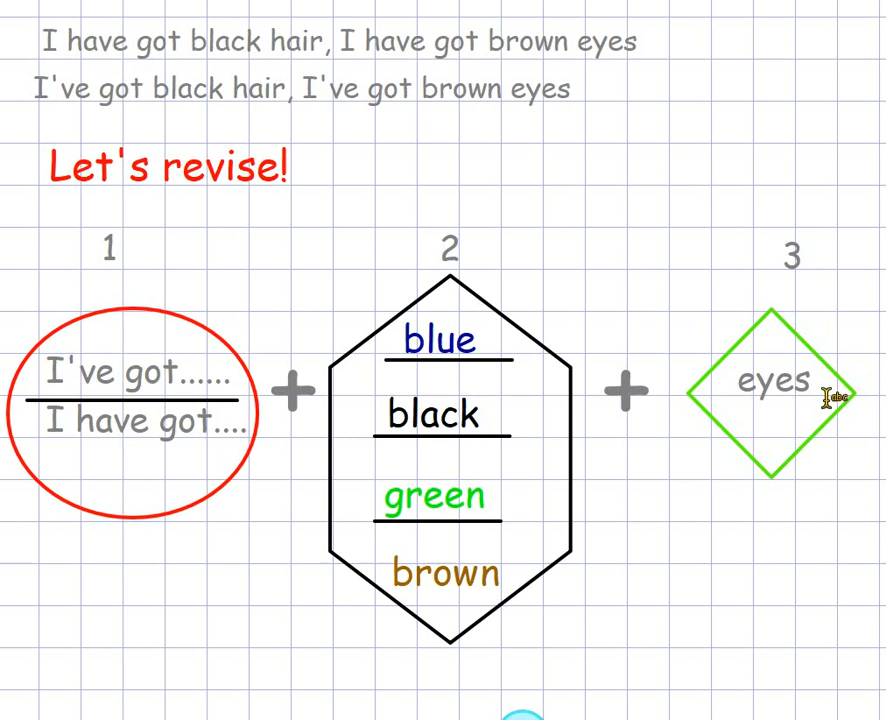 I have got black hair, I have got brown eyes
I've got black hair, I've got brown eyes
Let's revise!
1
2
3
I've got......
I have got....
+
blue
black
green
brown
+
eyes
abc